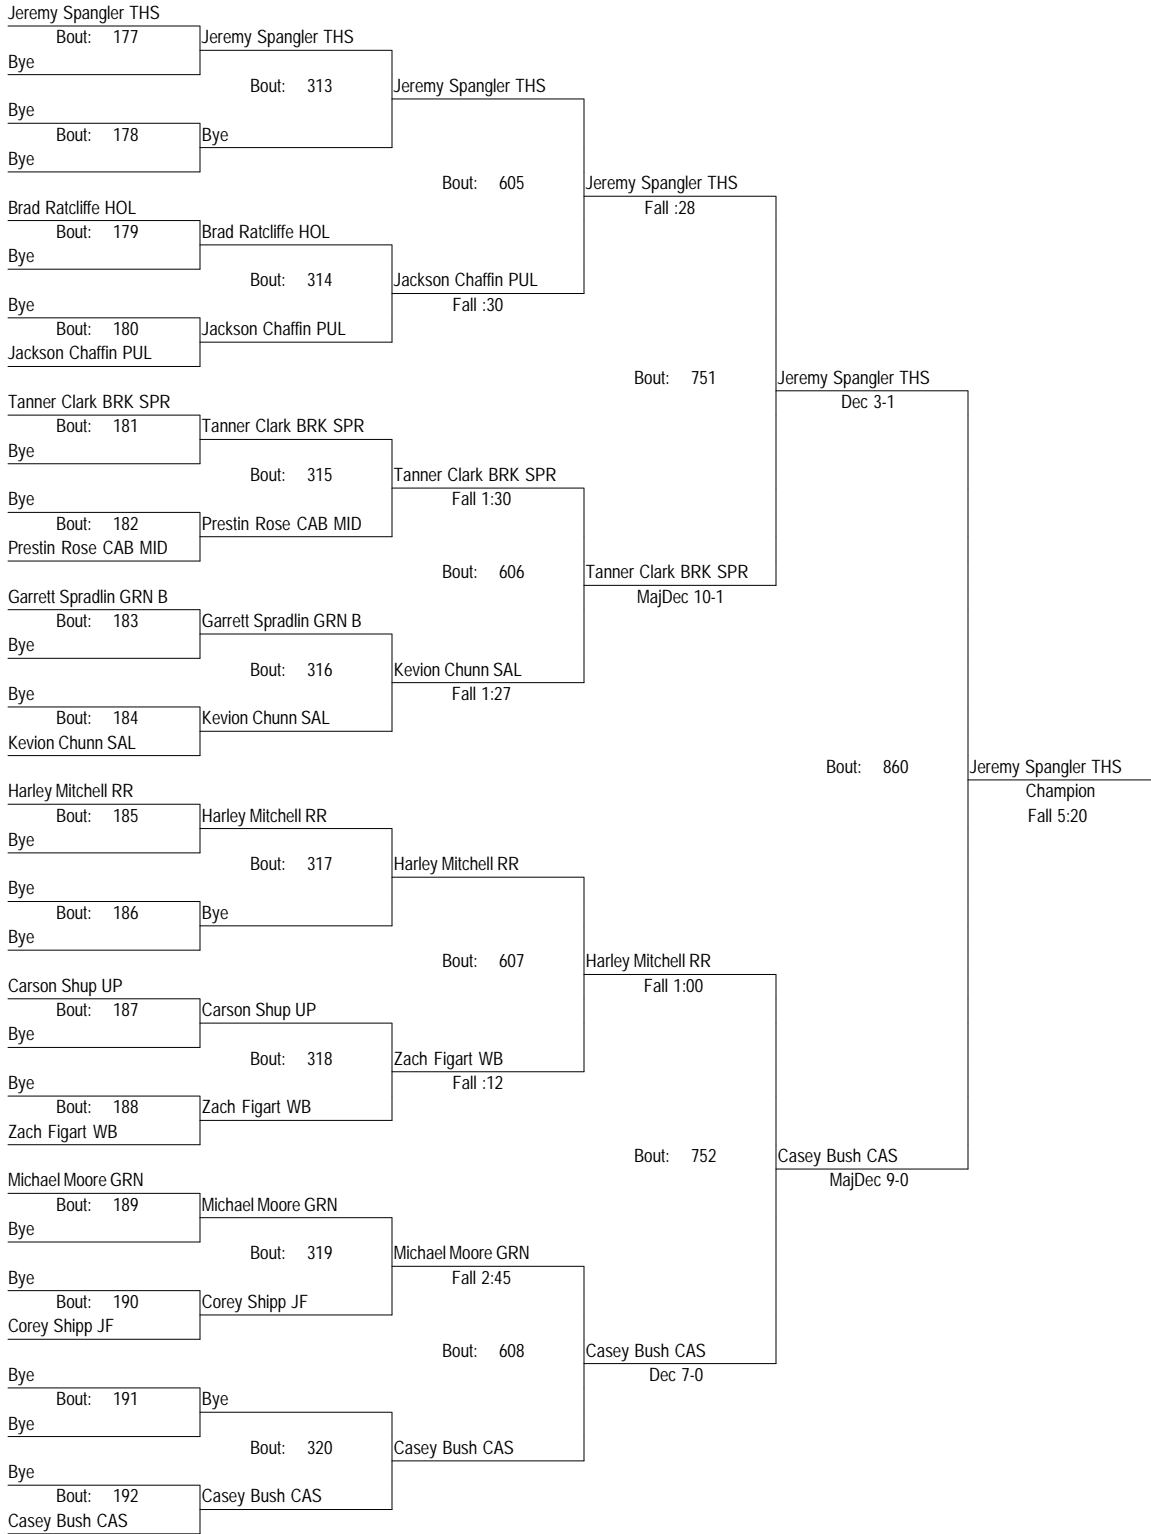 Jeremy Spangler THS
Bout: 177 Jeremy Spangler THS
Bye
Bout: 313 Jeremy Spangler THS
Bye
Bout: 178 Bye
Bye
Bout: 605 Jeremy Spangler THS
Fall :28
Brad Ratcliffe HOL
Bout: 179 Brad Ratcliffe HOL
Bye
Bout: 314 Jackson Chaffin PUL
Bye Fall :30
Bout: 180 Jackson Chaffin PUL
Jackson Chaffin PUL
Bout: 751 Jeremy Spangler THS
Tanner Clark BRK SPR Dec 3-1
Bout: 181 Tanner Clark BRK SPR
Bye
Bout: 315 Tanner Clark BRK SPR
Bye Fall 1:30
Bout: 182 Prestin Rose CAB MID
Prestin Rose CAB MID
Bout: 606 Tanner Clark BRK SPR
Garrett Spradlin GRN B MajDec 10-1
Bout: 183 Garrett Spradlin GRN B
Bye
Bout: 316 Kevion Chunn SAL
Bye Fall 1:27
Bout: 184 Kevion Chunn SAL
Kevion Chunn SAL
Bout: 860 Jeremy Spangler THS
Harley Mitchell RR Champion
Bout: 185 Harley Mitchell RR Fall 5:20
Bye
Bout: 317 Harley Mitchell RR
Bye
Bout: 186 Bye
Bye
Bout: 607 Harley Mitchell RR
Carson Shup UP Fall 1:00
Bout: 187 Carson Shup UP
Bye
Bout: 318 Zach Figart WB
Bye Fall :12
Bout: 188 Zach Figart WB
Zach Figart WB
Bout: 752 Casey Bush CAS
Michael Moore GRN MajDec 9-0
Bout: 189 Michael Moore GRN
Bye
Bout: 319 Michael Moore GRN
Bye Fall 2:45
Bout: 190 Corey Shipp JF
Corey Shipp JF
Bout: 608 Casey Bush CAS
Bye Dec 7-0
Bout: 191 Bye
Bye
Bout: 320 Casey Bush CAS
Bye
Bout: 192 Casey Bush CAS
Casey Bush CAS